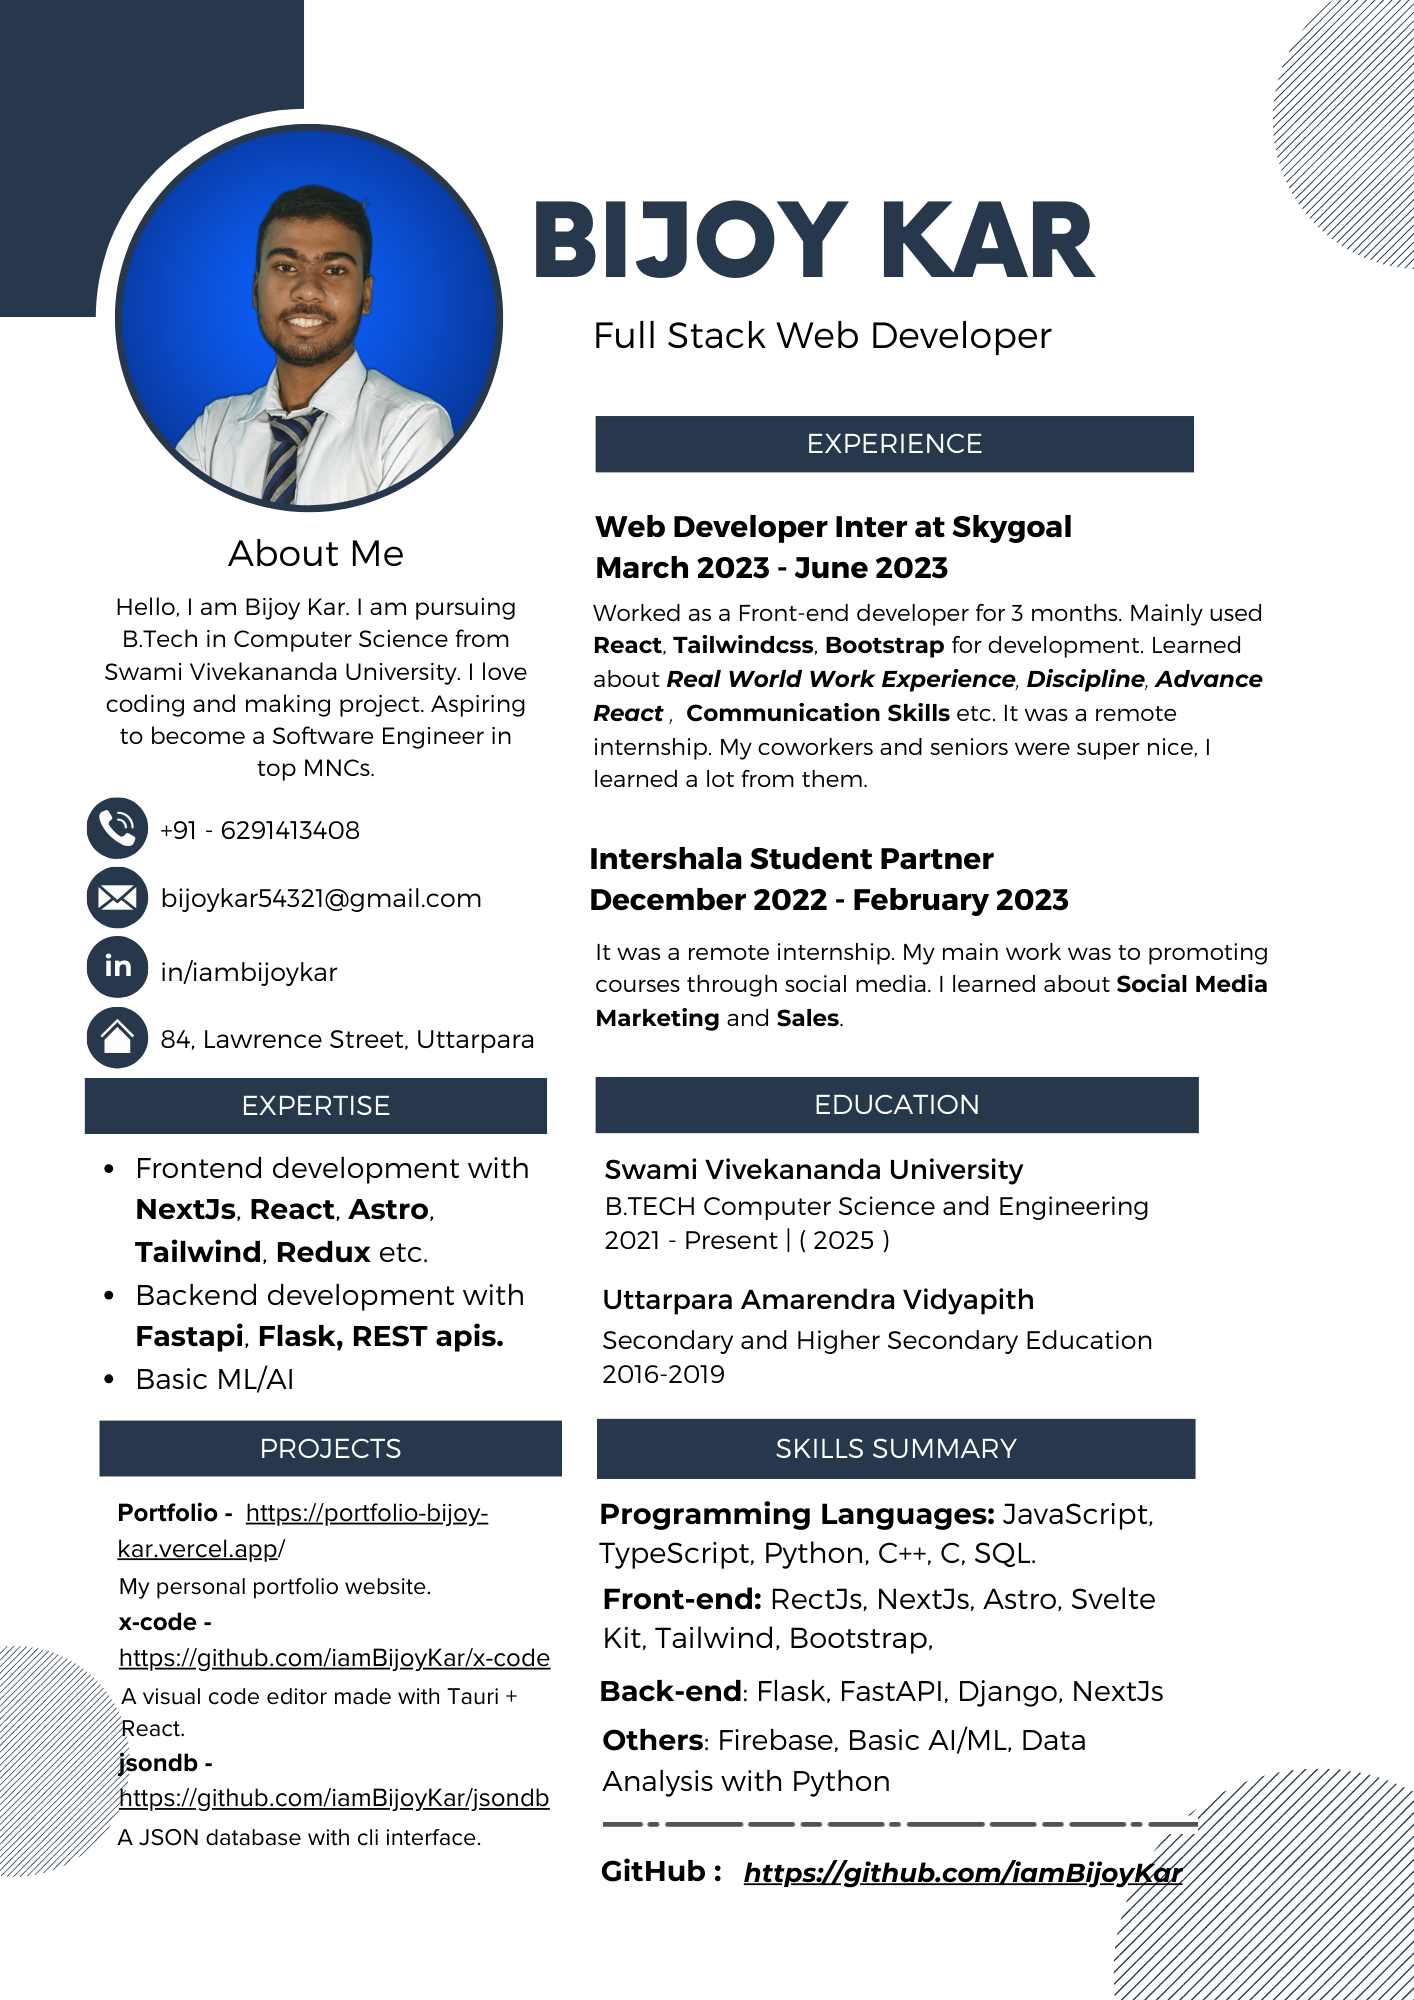 BIJOY KAR
Full Stack Web Developer
About Me
Hello, I am Bijoy Kar. I am pursuing
B.Tech in Computer Science from
Swami Vivekananda University. I love
coding and making project. Aspiring
to become a Software Engineer in
top MNCs.
+91 - 6291413408
bijoykar54321@gmail.com
in
in/iambijoykar
84, Lawrence Street, Uttarpara
EXPERTISE
• Frontend development with
NextJs, React, Astro,
Tailwind, Redux etc.
• Backend development with
Fastapi, Flask, REST apis.
• Basic ML/AI
PROJECTS
Portfolio - https://portfolio-bijoy-
kar.vercel.app/
My personal portfolio website.
x-code -
https://github.com/iamBijoyKar/x-code
A visual code editor made with Tauri +
React.
jsondb -
https://github.com/iamBijoyKar/jsondb
A JSON database with cli interface.
EXPERIENCE
Web Developer Inter at Skygoal
March 2023 - June 2023
Worked as a Front-end developer for 3 months. Mainly used
React, Tailwindcss, Bootstrap for development. Learned
about Real World Work Experience, Discipline, Advance
React , Communication Skills etc. It was a remote
internship. My coworkers and seniors were super nice, I
learned a lot from them.
Intershala Student Partner
December 2022 - February 2023
It was a remote internship. My main work was to promoting
courses through social media. I learned about Social Media
Marketing and Sales.
EDUCATION
Swami Vivekananda University
B.TECH Computer Science and Engineering
2021 - Present | ( 2025 )
Uttarpara Amarendra Vidyapith
Secondary and Higher Secondary Education
2016-2019
SKILLS SUMMARY
Programming Languages: JavaScript,
TypeScript, Python, C++, C, SQL.
Front-end: RectJs, NextJs, Astro, Svelte
Kit, Tailwind, Bootstrap,
Back-end: Flask, FastAPI, Django, NextJs
Others: Firebase, Basic AI/ML, Data
Analysis with Python
GitHub : https://github.com/iamBijoyKar